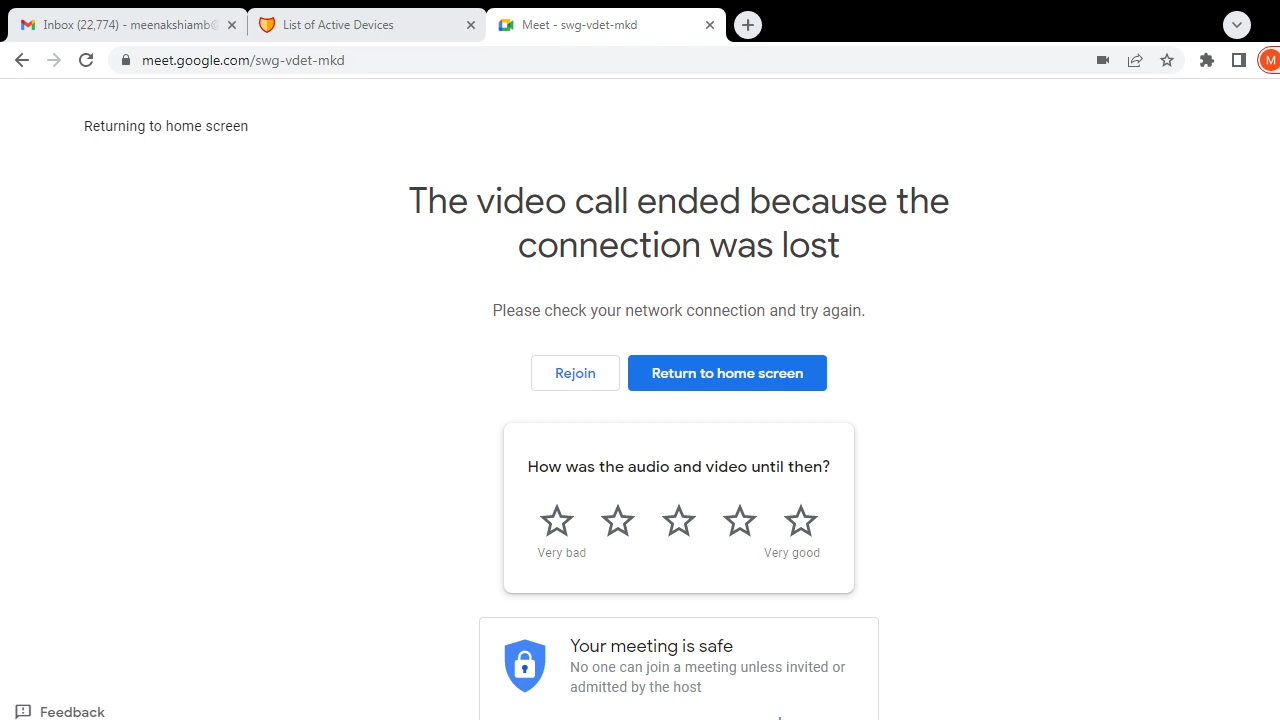 Inbox (22,774) - meenakshiamb@
List of Active Devices
Meet - swg-vdet-mkd
meet.google.com/swg-vdet-mkd
M
Returning to home screen
The video call ended because the
connection was lost
Please check your network connection and try again.
Rejoin
Return to home screen
How was the audio and video until then?
Very bad
Very good
Your meeting is safe
No one can join a meeting unless invited or
admitted by the host
Feedback